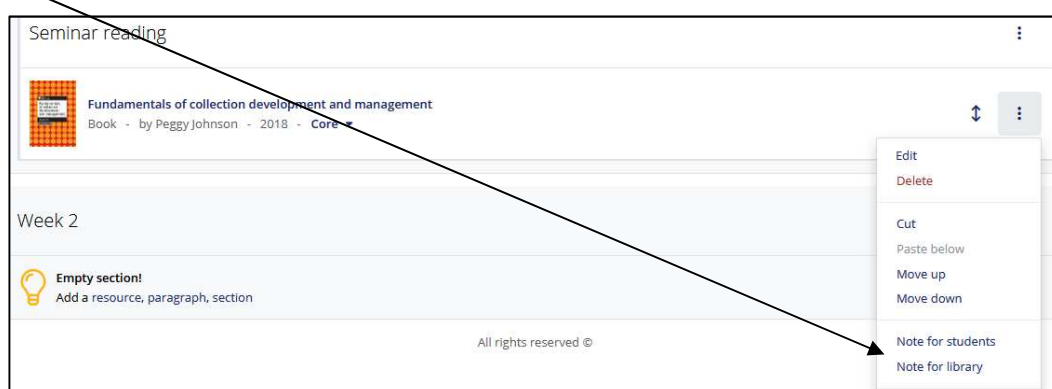 Seminar reading
Fundamentals of collection development and management
Book - by Peggy Johnson - 2018 - Core
Edit
Delete
Week 2
Cut
Paste below
Empty section!
Move up
Add a resource, paragraph, section
Move down
All rights reserved ©
Note for students
Note for library